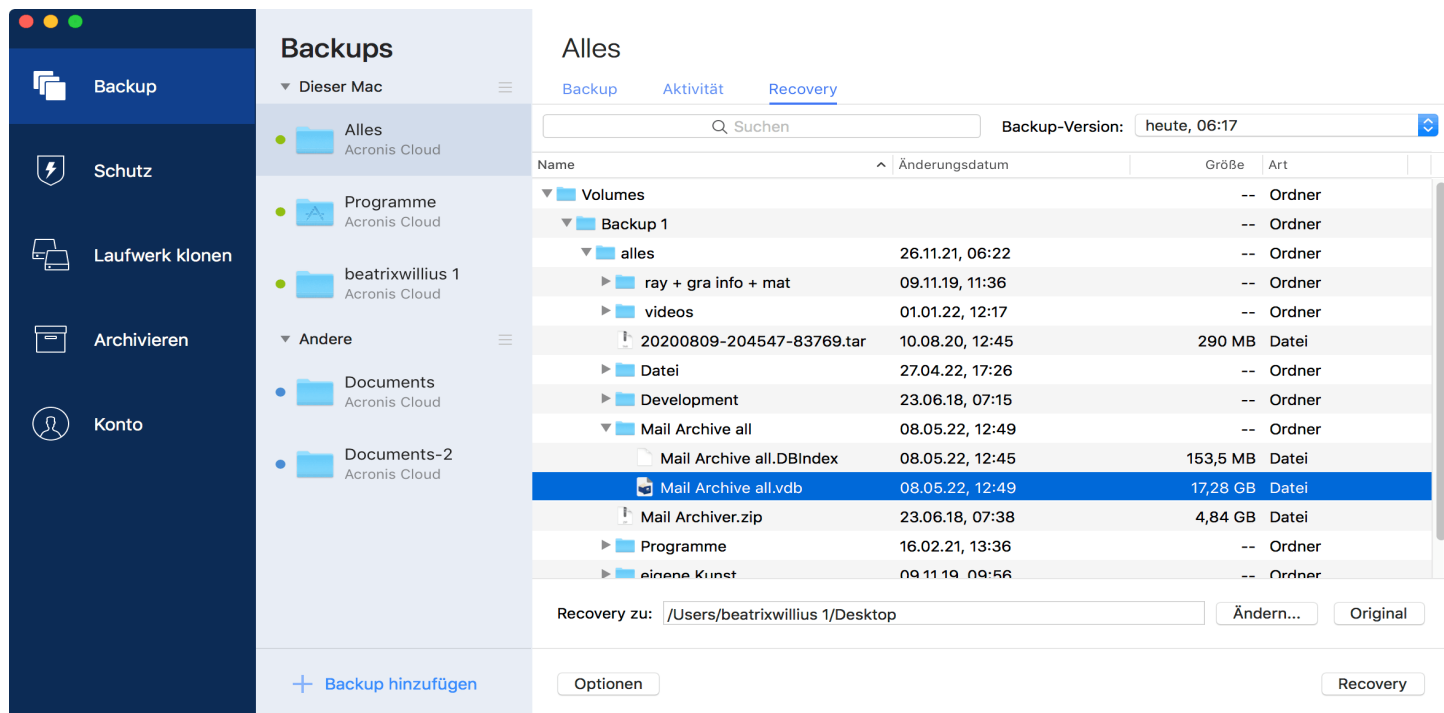 Backup
Schutz
Laufwerk klonen
Archivieren
Konto
Backups
Dieser Mac
Alles
Acronis Cloud
Programme
Acronis Cloud
beatrixwillius 1
Acronis Cloud
Andere
Documents
Acronis Cloud
Documents-2
Acronis Cloud
Backup hinzufügen
Alles
Backup Aktivität Recovery
Suchen Backup-Version: heute, 06:17
Name Änderungsdatum Größe Art
Volumes -- Ordner
Backup 1 -- Ordner
alles 26.11.21, 06:22 -- Ordner
ray + gra info + mat 09.11.19, 11:36 -- Ordner
videos 01.01.22, 12:17 -- Ordner
20200809-204547-83769.tar 10.08.20, 12:45 290 MB Datei
Datei 27.04.22, 17:26 -- Ordner
Development 23.06.18, 07:15 -- Ordner
Mail Archive all 08.05.22, 12:49 -- Ordner
Mail Archive all.DBIndex 08.05.22, 12:45 153,5 MB Datei
Mail Archive all.vdb 08.05.22, 12:49 17,28 GB Datei
Mail Archiver.zip 23.06.18, 07:38 4,84 GB Datei
Programme 16.02.21, 13:36 -- Ordner
eigene Kunst 09.11.19, 09:56 -- Ordner
Recovery zu: /Users/beatrixwillius 1/Desktop Ändern... Original
Optionen Recovery